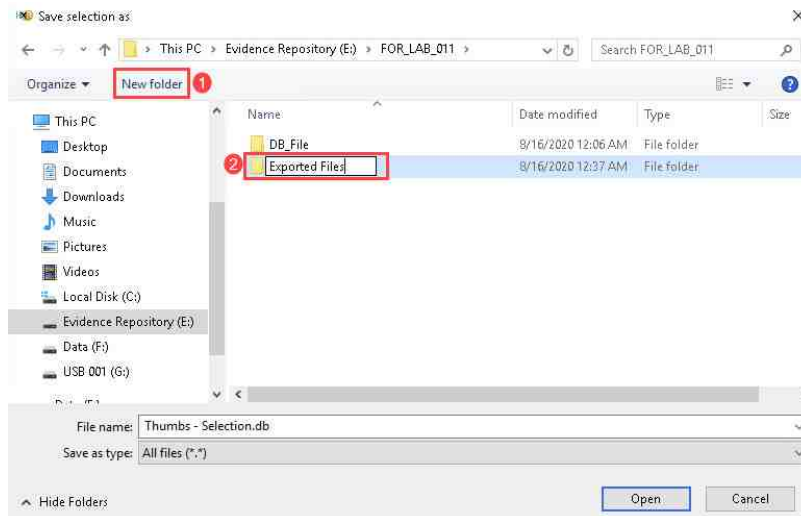 Save selection as
This PC > Evidence Repository (E:) > FOR_LAB_011 >
Search FOR_LAB_011
Organize
New folder
1
?
Name
Date modified
Type
Size
This PC
Desktop
Documents
Downloads
Music
Pictures
Videos
Local Disk (C:)
Evidence Repository (E:)
Data (F:)
USB 001 (G:)
DB_File 8/16/2020 12:06 AM File folder
2 Exported Files 8/16/2020 12:37 AM File folder
File name: Thumbs - Selection.db
Save as type: All files (*.*)
Hide Folders
Open
Cancel